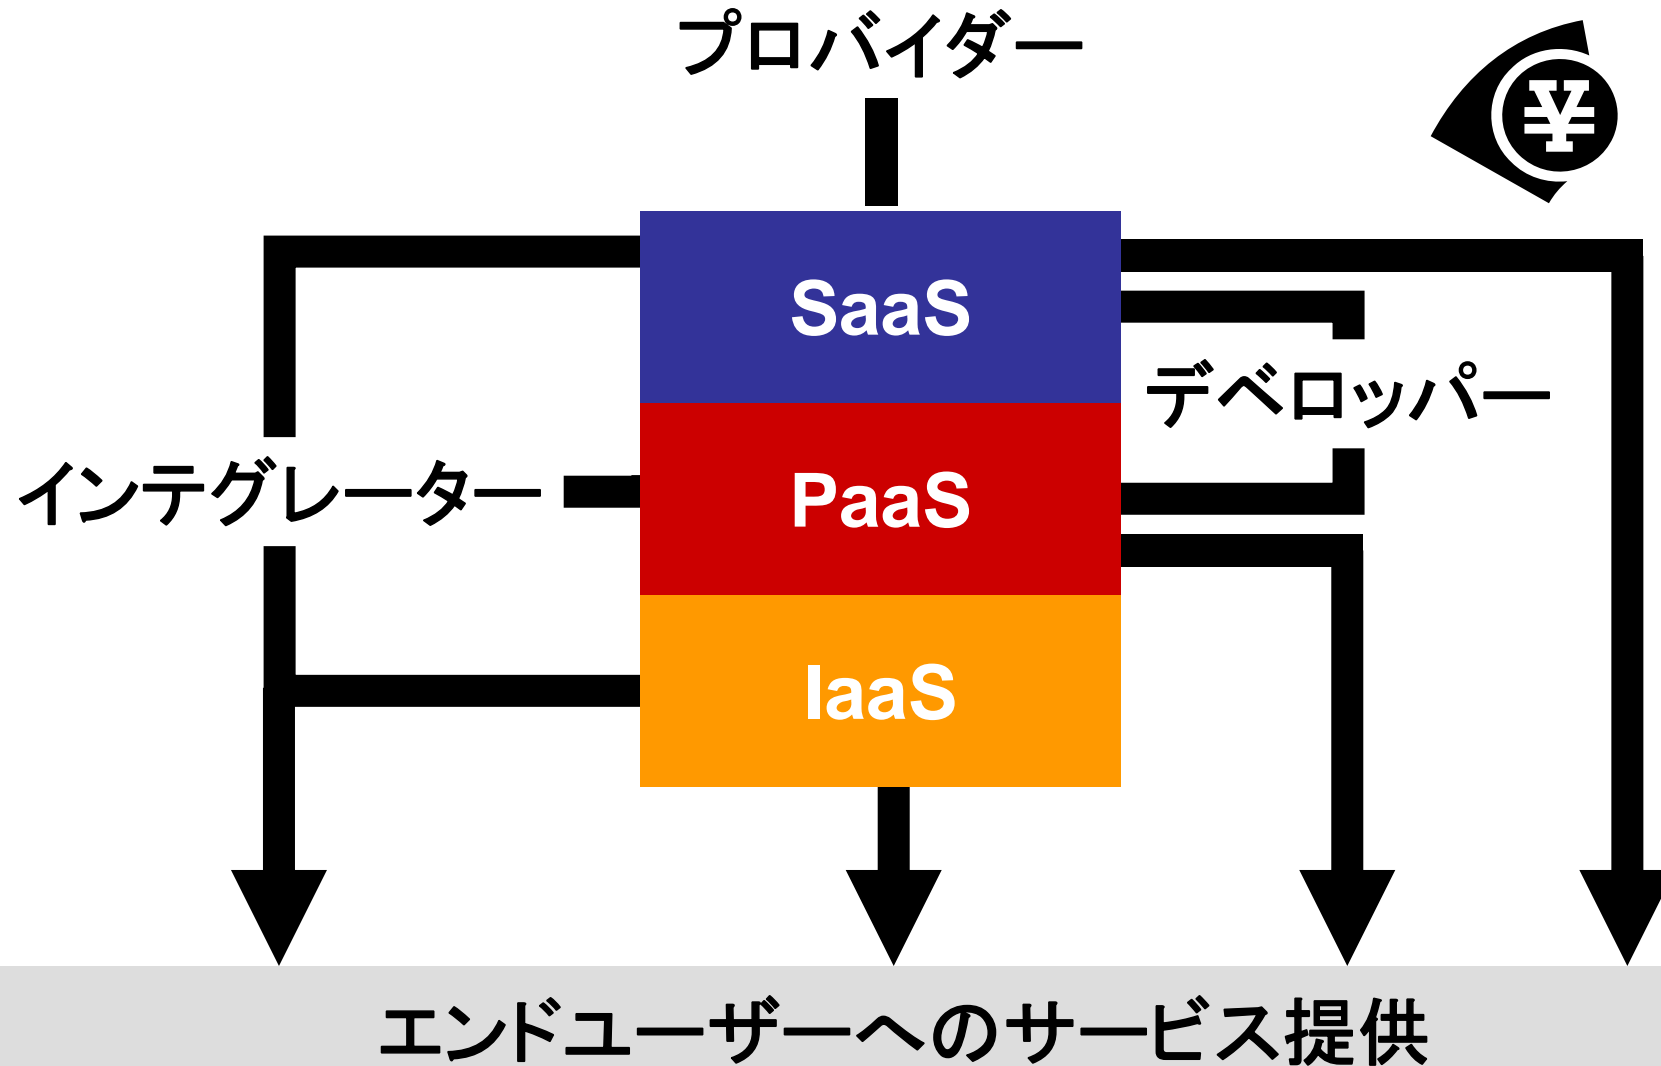 プロバイダー
¥
SaaS
デベロッパー
インテグレーター
PaaS
IaaS
エンドユーザーへのサービス提供